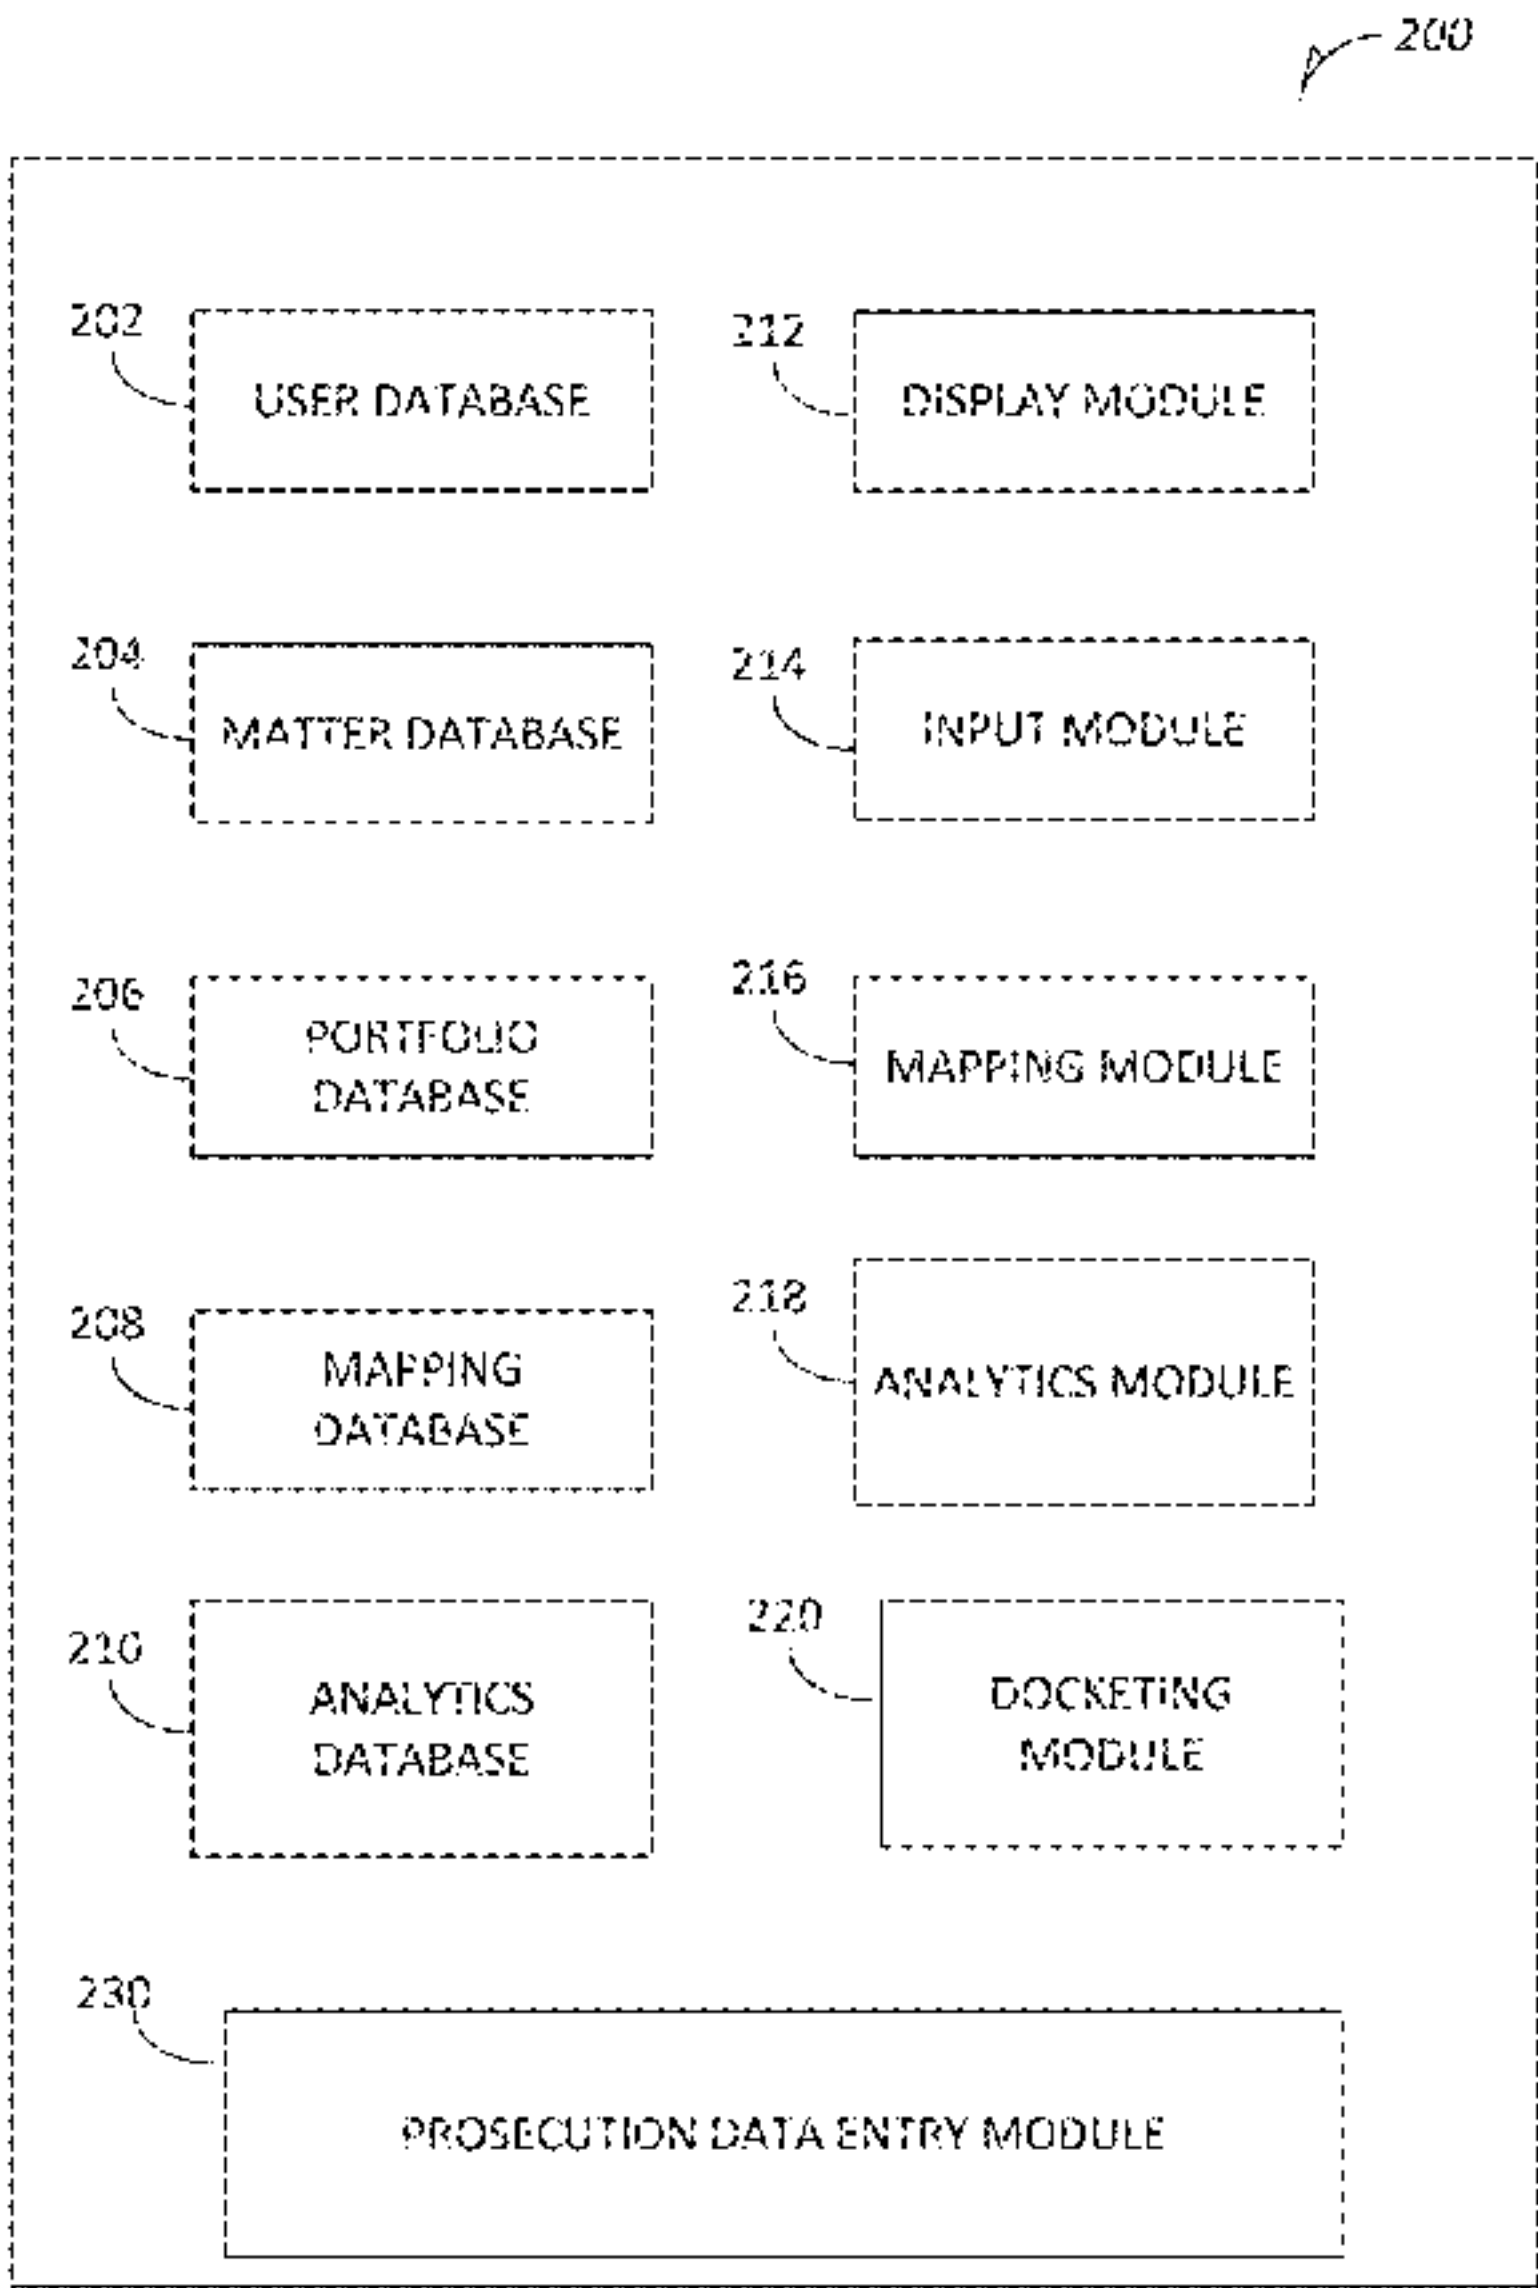 200
202
USER DATABASE
212
DISPLAY MODULE
204
MATTER DATABASE
214
INPUT MODULE
206
PORTFOLIO
DATABASE
216
MAPPING MODULE
208
MAPPING
DATABASE
218
ANALYTICS MODULE
210
ANALYTICS
DATABASE
220
DOCKETING
MODULE
230
PROSECUTION DATA ENTRY MODULE